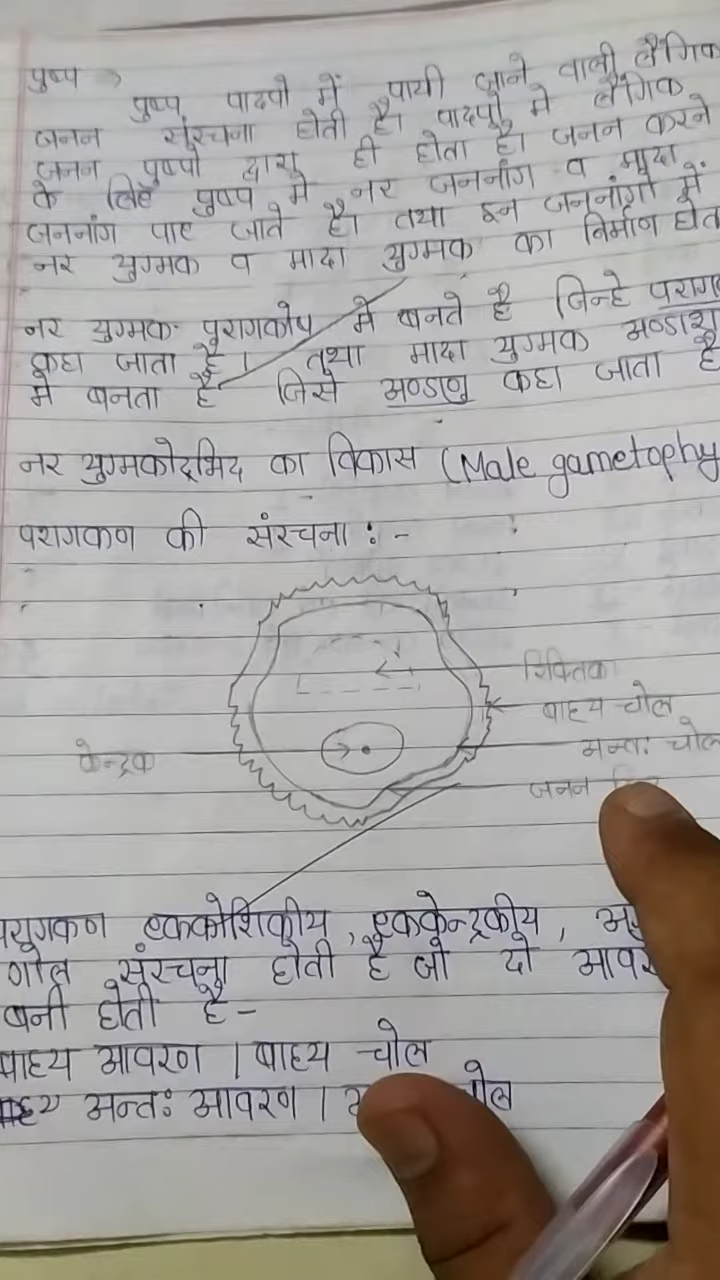 पुष्प →
पुष्प पादपो में पायी जाने वाली लैंगिक
जनन संरचना होती है। पादपो मे लैंगिक
जनन पुष्पो द्वारा ही होता है। जनन करने
के लिए पुष्प मे नर जननांग व मादा
जननांग पाए जाते है। तथा इन जननांगो में
नर युग्मक व मादा युग्मक का निर्माण होत
नर युग्मक परागकोष मे बनते है जिन्हे पराग
कहा जाता है। तथा मादा युग्मक अण्डाश
मे बनता है जिसे अण्डाणु कहा जाता है
नर युग्मकोद्भिद का विकास (Male gametophy
परागकण की संरचना : -
रिक्तिका
बाह्य चोल
अन्तः चोल
केन्द्रक
जनन
परागकण एककोशिकीय, एककेन्द्रकीय,
गोल संरचना होती है जो दो आवर
बनी होती है -
बाह्य आवरण । बाह्य चोल
अन्तः आवरण । चोल